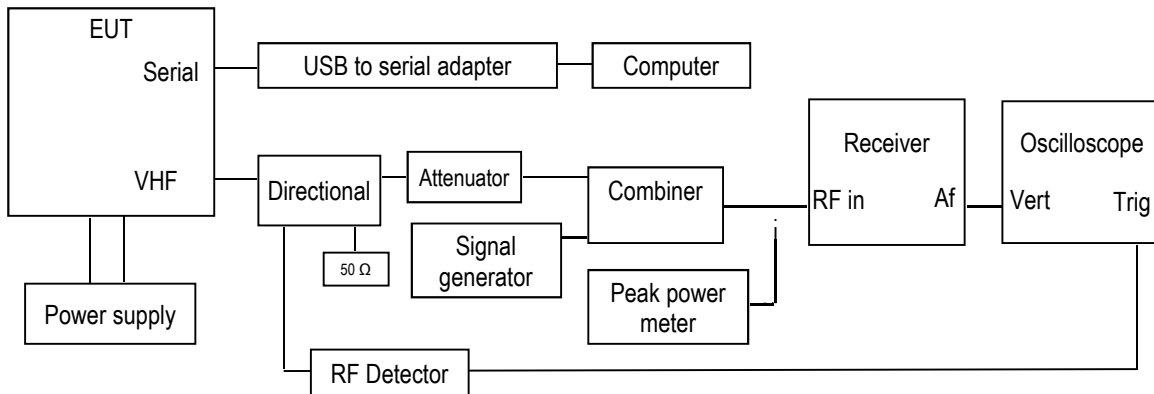 EUT
Serial
USB to serial adapter
Computer
VHF
Directional
Attenuator
Combiner
Receiver
RF in
Af
Oscilloscope
Vert
Trig
50 Ω
Signal
generator
Peak power
meter
Power supply
RF Detector